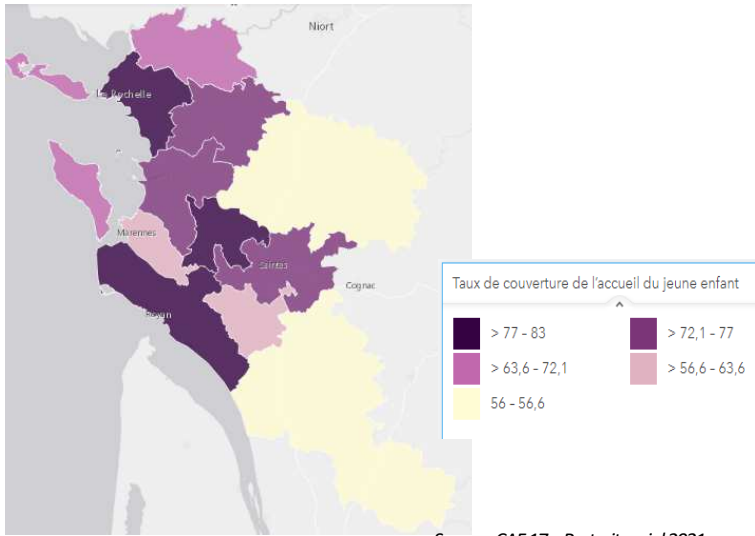 Niort
La Rochelle
Marennes
Saintes
Cognac
Royan
Taux de couverture de l'accueil du jeune enfant
> 77 - 83
> 72,1 - 77
> 63,6 - 72,1
> 56,6 - 63,6
56 - 56,6